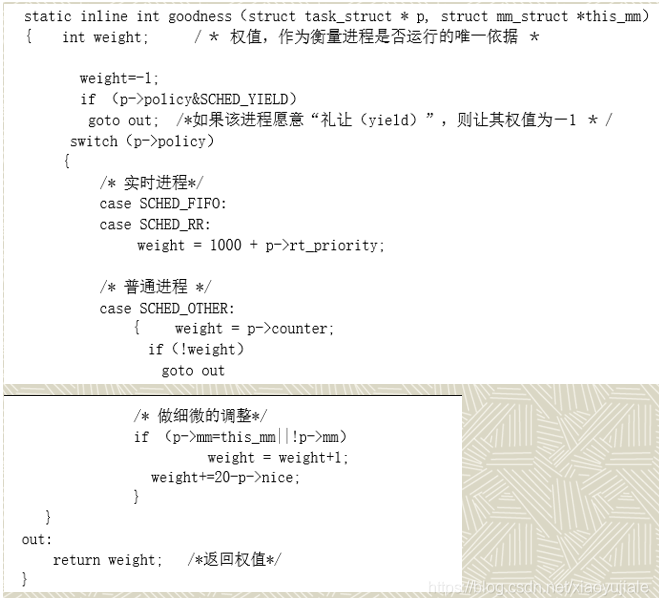 static inline int goodness（struct task_struct * p, struct mm_struct *this_mm）
{ int weight; / * 权值，作为衡量进程是否运行的唯一依据 *
weight=-1;
if （p->policy&SCHED_YIELD）
goto out; /*如果该进程愿意“礼让（yield）”，则让其权值为－1 * /
switch（p->policy）
{
/* 实时进程*/
case SCHED_FIFO:
case SCHED_RR:
weight = 1000 + p->rt_priority;
/* 普通进程 */
case SCHED_OTHER:
{ weight = p->counter;
if（!weight）
goto out
/* 做细微的调整*/
if （p->mm=this_mm||!p->mm）
weight = weight+1;
weight+=20-p->nice;
}
}
out:
return weight; /*返回权值*/
}
https://blog.csdn.net/xiaoyujiale